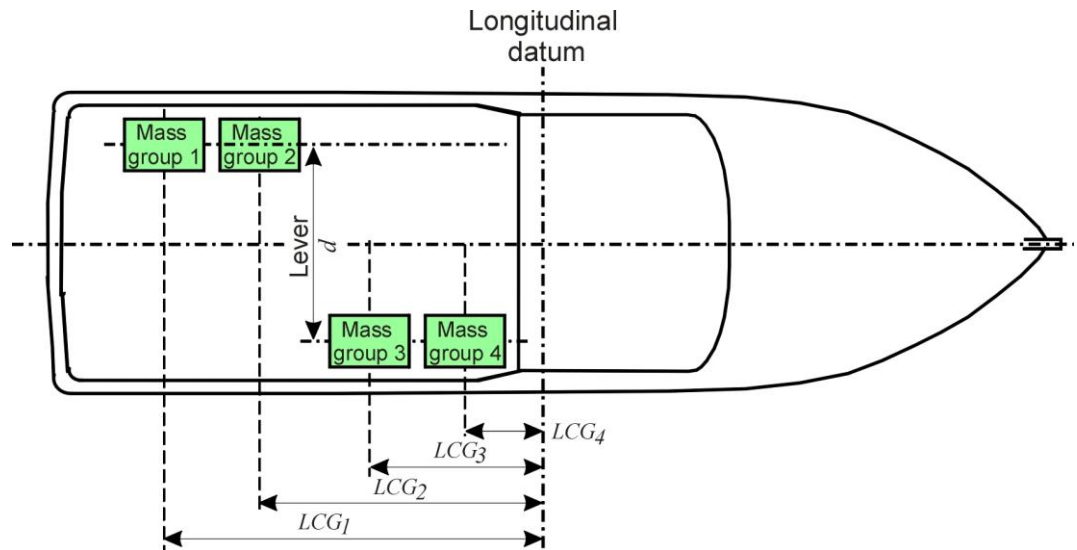 Longitudinal
datum
Mass
group 1
Mass
group 2
Lever
d
Mass
group 3
Mass
group 4
LCG4
LCG3
LCG2
LCG1